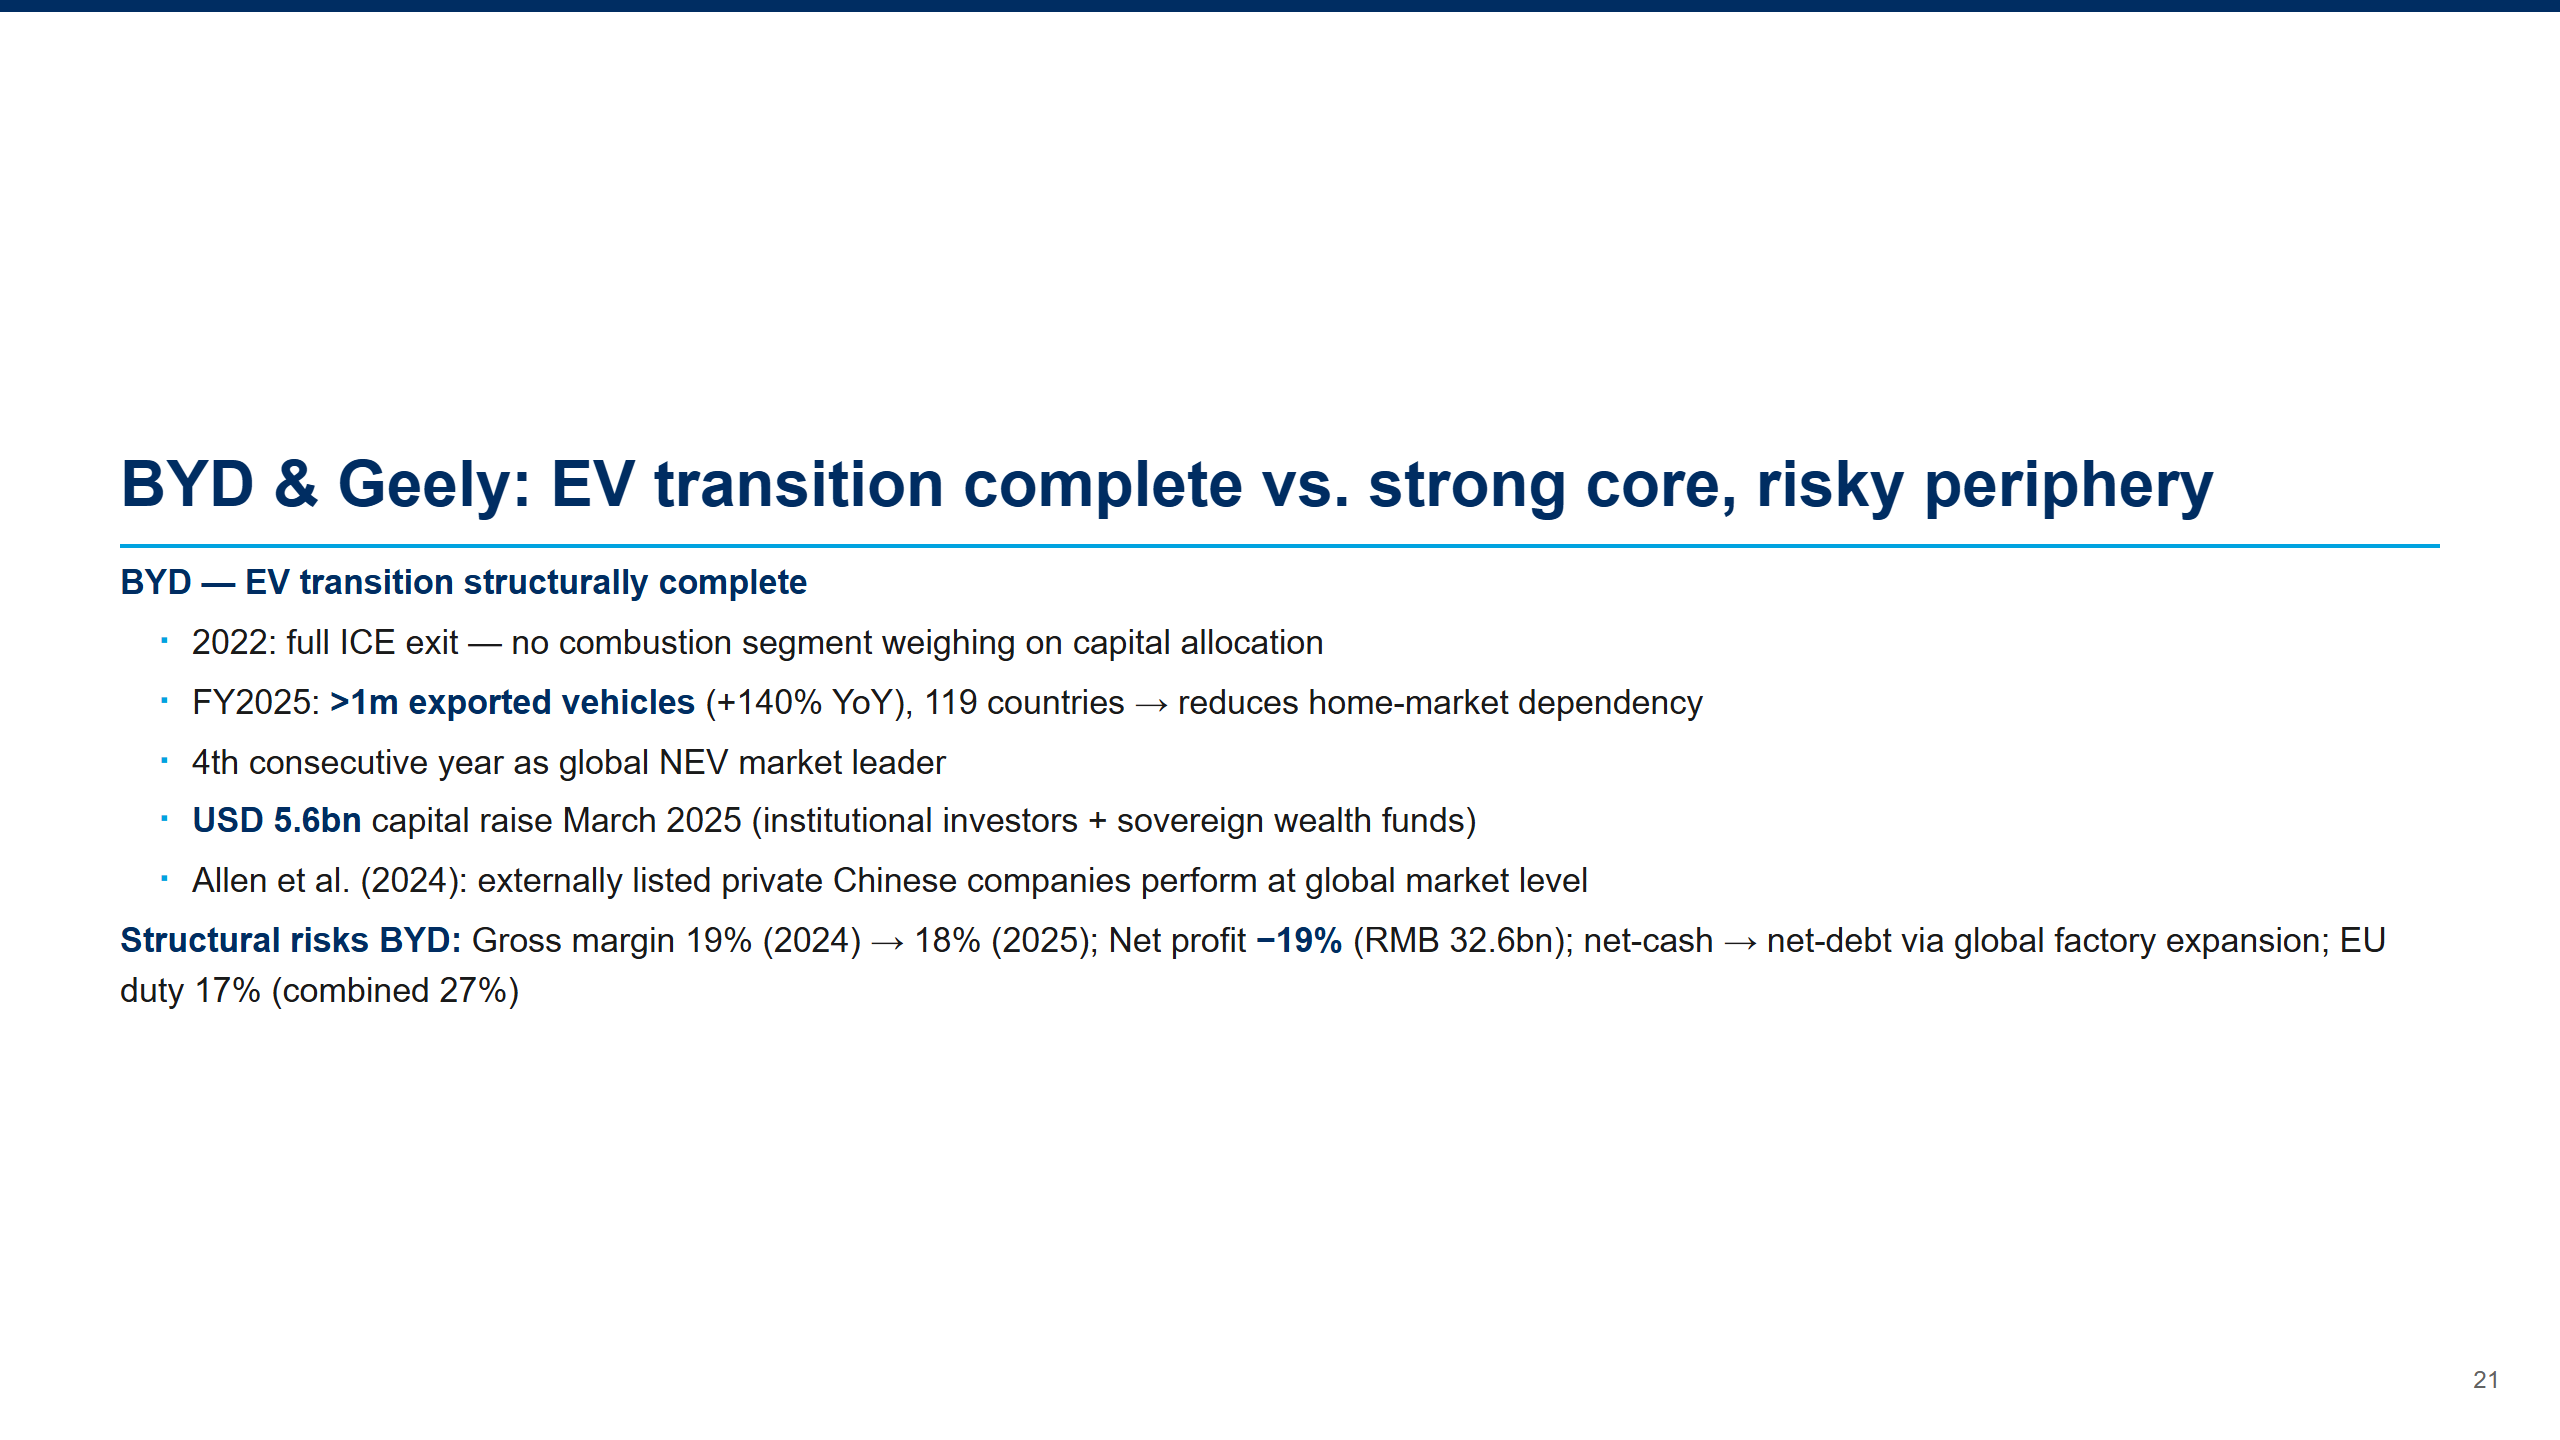 BYD & Geely: EV transition complete vs. strong core, risky periphery
BYD — EV transition structurally complete
▪ 2022: full ICE exit — no combustion segment weighing on capital allocation
▪ FY2025: >1m exported vehicles (+140% YoY), 119 countries → reduces home-market dependency
▪ 4th consecutive year as global NEV market leader
▪ USD 5.6bn capital raise March 2025 (institutional investors + sovereign wealth funds)
▪ Allen et al. (2024): externally listed private Chinese companies perform at global market level
Structural risks BYD: Gross margin 19% (2024) → 18% (2025); Net profit −19% (RMB 32.6bn); net-cash → net-debt via global factory expansion; EU
duty 17% (combined 27%)
21